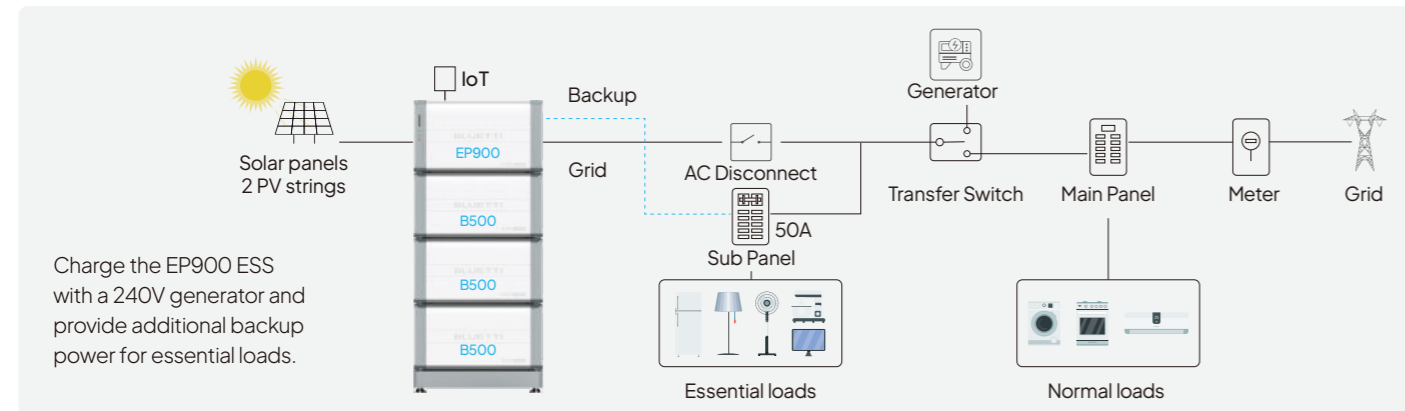 IoT
Backup
Generator
BLUETTI
EP900
Solar panels
2 PV strings
Grid
AC Disconnect
Transfer Switch
Main Panel
Meter
Grid
BLUETTI
B500
50A
Sub Panel
Charge the EP900 ESS
with a 240V generator and
provide additional backup
power for essential loads.
BLUETTI
B500
BLUETTI
B500
Essential loads
Normal loads